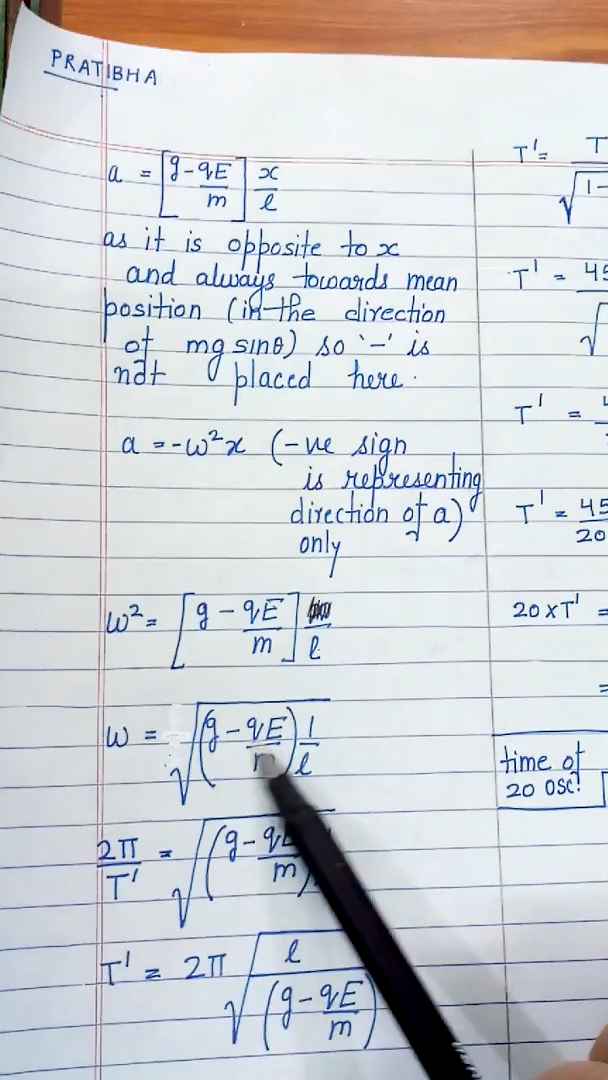 PRATIBHA
a = [g - qE/m] x/l
as it is opposite to x
and always towards mean
position (in the direction
of mg sinθ) so '-' is
not placed here.
a = -ω²x (-ve sign
is representing
direction of a)
only
ω² = [g - qE/m] /l
ω = √(g - qE/m) 1/l
2π/T' = √(g - qE/m)
T' = 2π √l/(g - qE/m)
T' = T/√1-
T' = 45/√
T' =
T' = 45/20
20 x T' =
=
time of
20 osc.